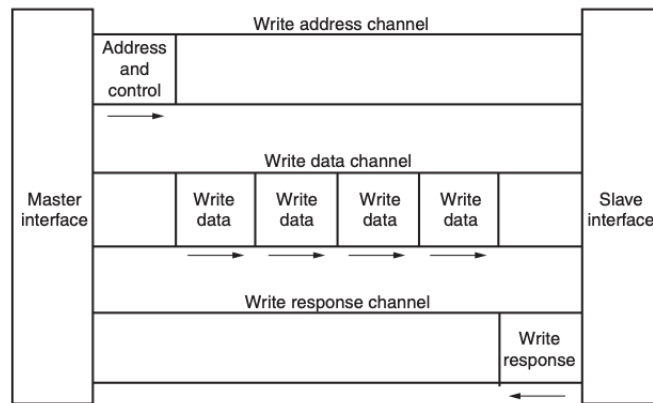 Write address channel
Address
and
control
Write data channel
Master
interface
Write
data
Write
data
Write
data
Write
data
Slave
interface
Write response channel
Write
response